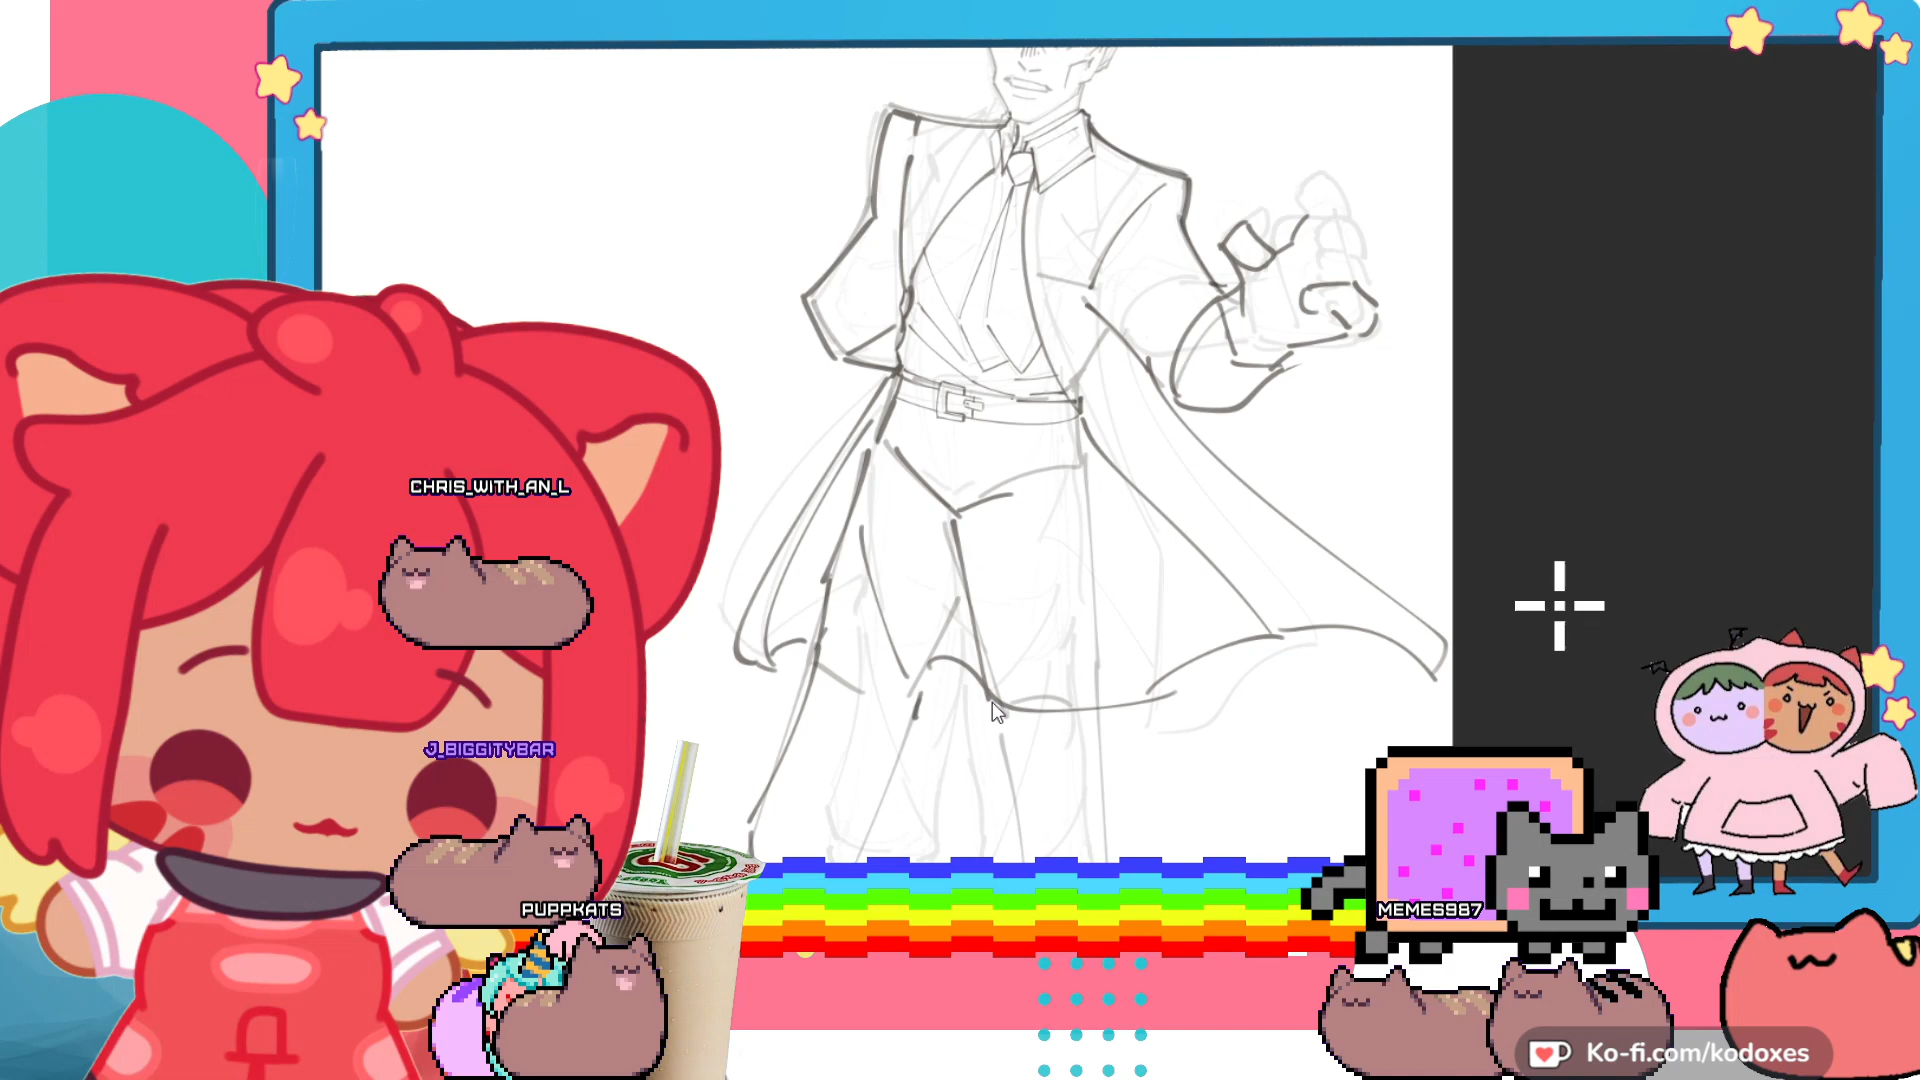 CHRIS_WITH_AN_L
J_BIGGITYBAR
PUPPKATS
MEMES987
Ko-fi.com/kodoxes